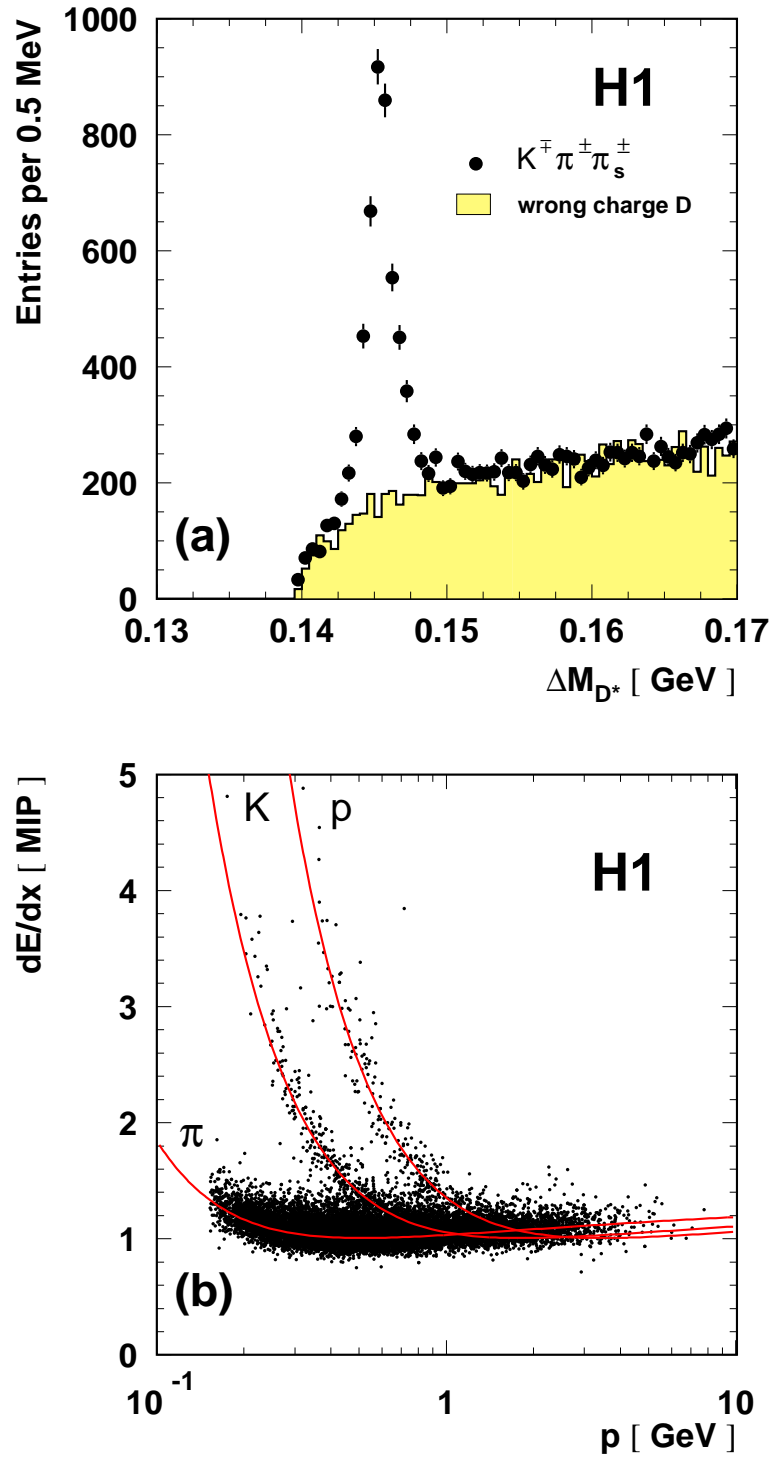 Entries per 0.5 MeV
1000
800
600
400
200
0
H1
K∓π±πs±
wrong charge D
(a)
0.13 0.14 0.15 0.16 0.17
ΔMD* [ GeV ]
dE/dx [ MIP ]
5
4
3
2
1
0
K p
π
H1
(b)
10-1 1 10
p [ GeV ]